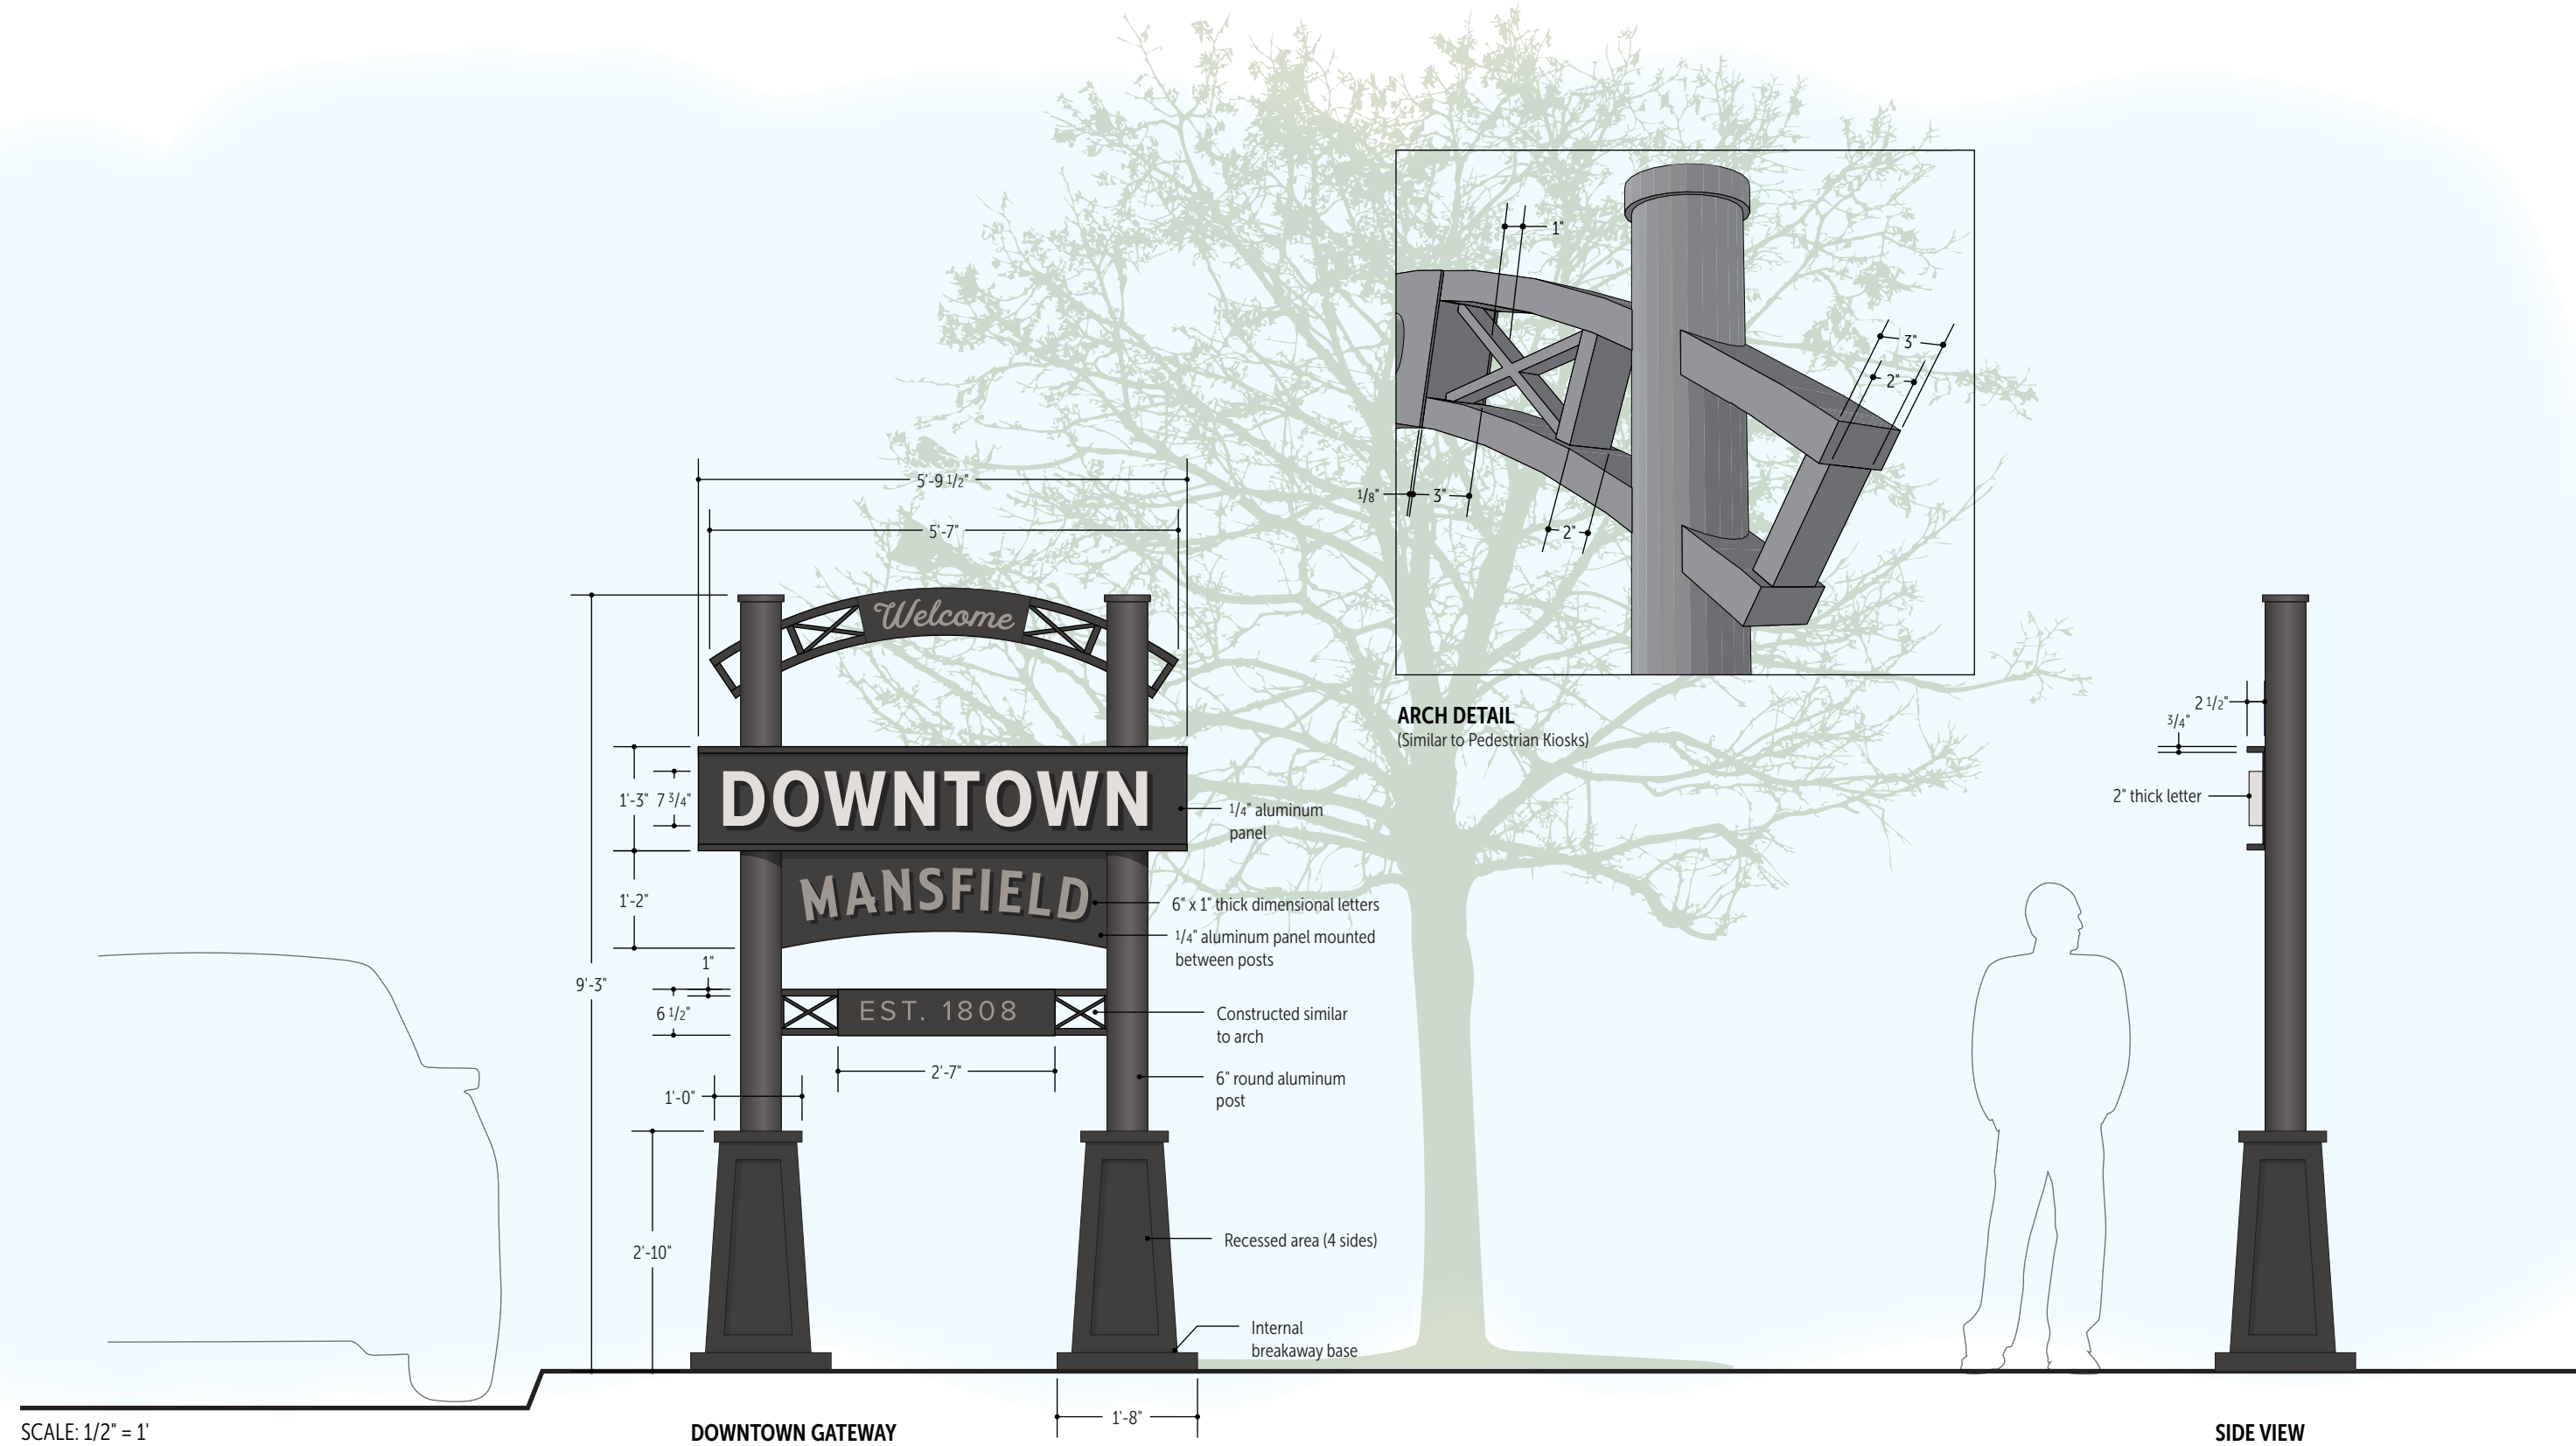 1"
3"
2"
1/8"
3"
2"
ARCH DETAIL
(Similar to Pedestrian Kiosks)
5'-9 1/2"
5'-7"
Welcome
DOWNTOWN
MANSFIELD
EST. 1808
1'-3"
7 3/4"
1'-2"
9'-3"
1"
6 1/2"
2'-7"
1'-0"
2'-10"
1'-8"
1/4" aluminum
panel
6" x 1" thick dimensional letters
1/4" aluminum panel mounted
between posts
Constructed similar
to arch
6" round aluminum
post
Recessed area (4 sides)
Internal
breakaway base
2 1/2"
3/4"
2" thick letter
SCALE: 1/2" = 1'
DOWNTOWN GATEWAY
SIDE VIEW